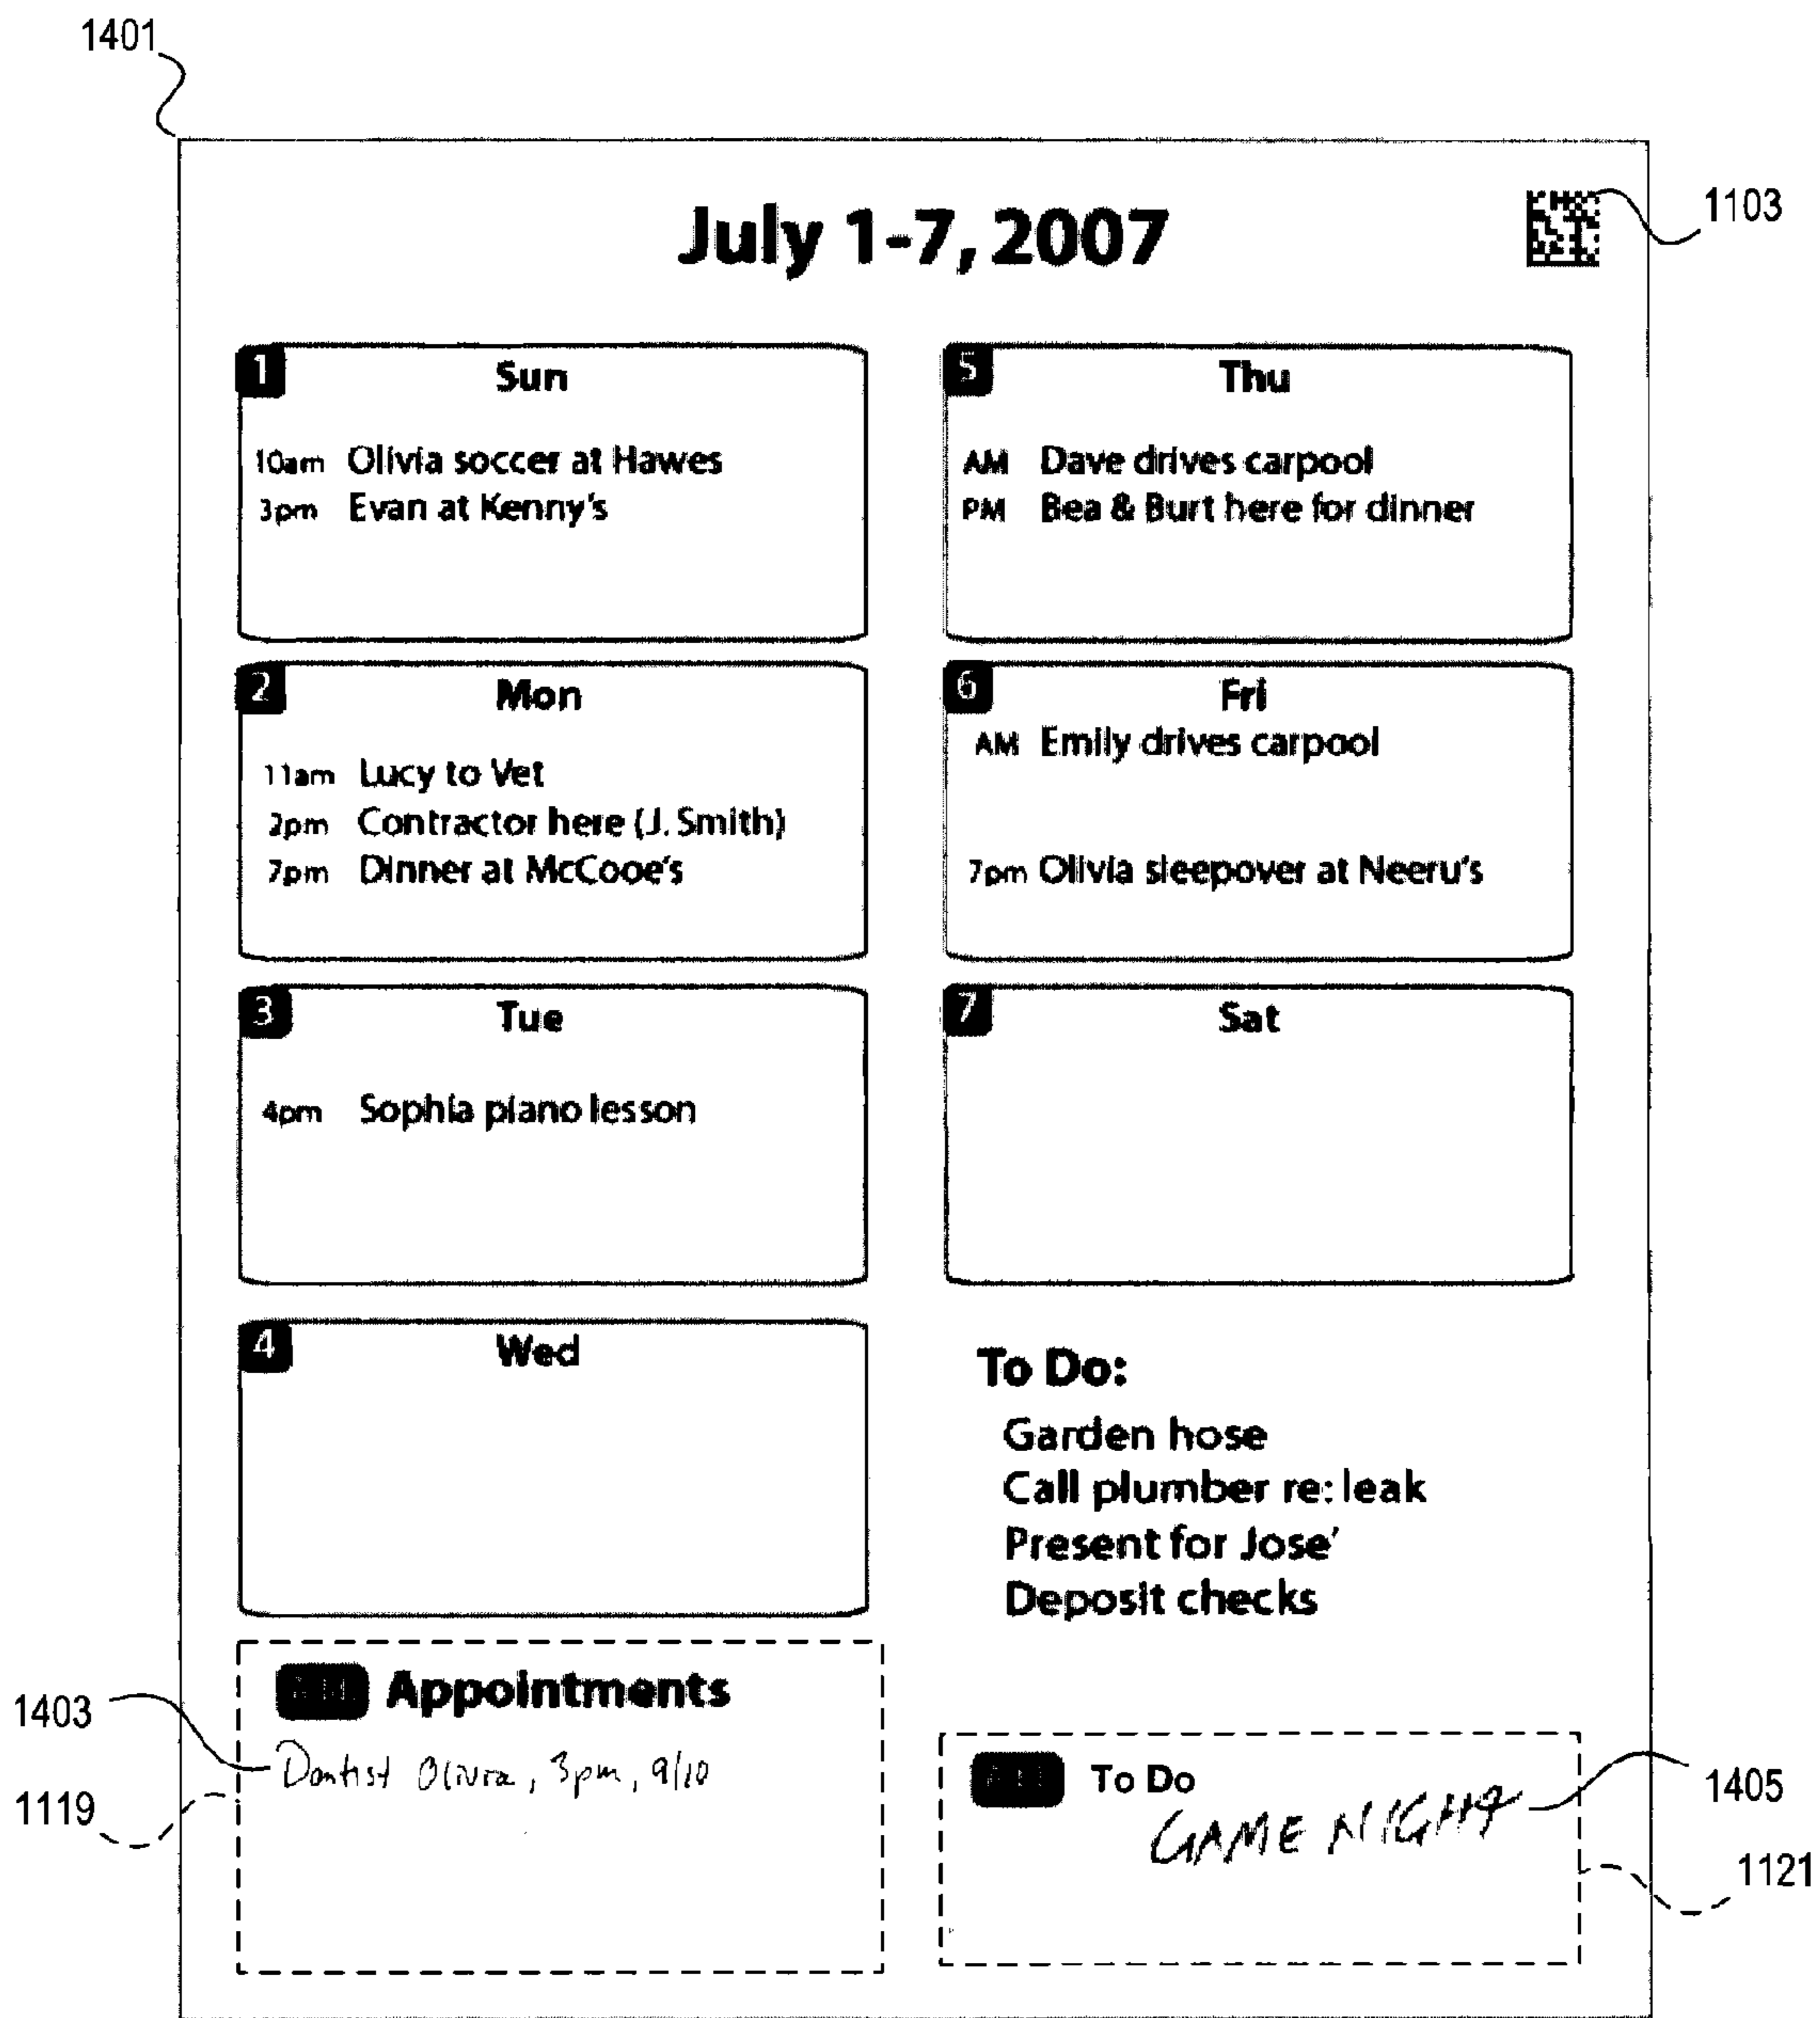 1401
July 1-7, 2007
1103
1 Sun
10am Olivia soccer at Hawes
3pm Evan at Kenny's
2 Mon
11am Lucy to Vet
2pm Contractor here (J. Smith)
7pm Dinner at McCooe's
3 Tue
4pm Sophia piano lesson
4 Wed
5 Thu
AM Dave drives carpool
PM Bea & Burt here for dinner
6 Fri
AM Emily drives carpool
7pm Olivia sleepover at Neeru's
7 Sat
To Do:
Garden hose
Call plumber re: leak
Present for Jose'
Deposit checks
Appointments
1403
Dentist Olivia, 3pm, 9/10
1119
To Do
GAME NIGHT
1405
1121